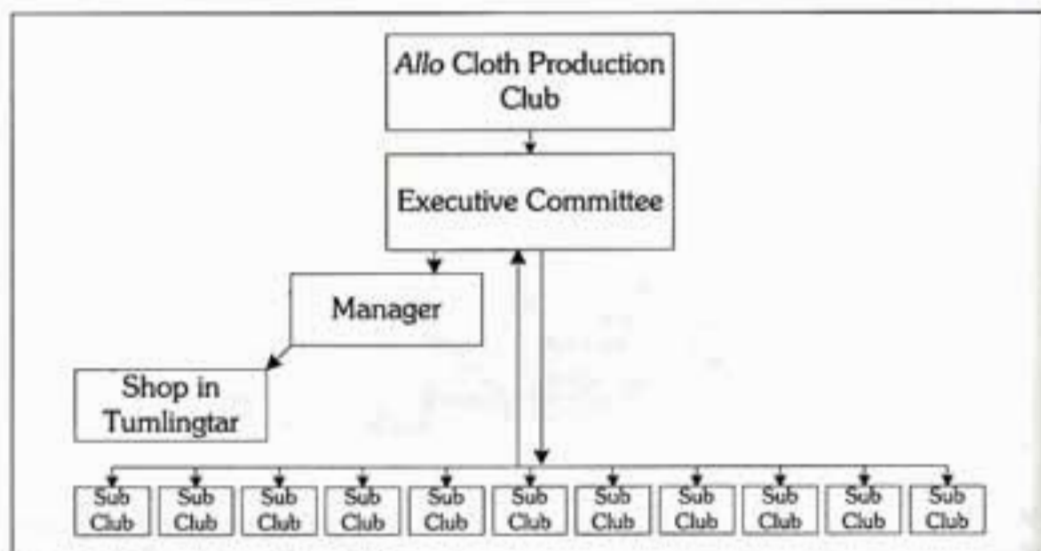 Allo Cloth Production
Club
Executive Committee
Manager
Shop in
Tumlingtar
Sub
Club
Sub
Club
Sub
Club
Sub
Club
Sub
Club
Sub
Club
Sub
Club
Sub
Club
Sub
Club
Sub
Club
Sub
Club